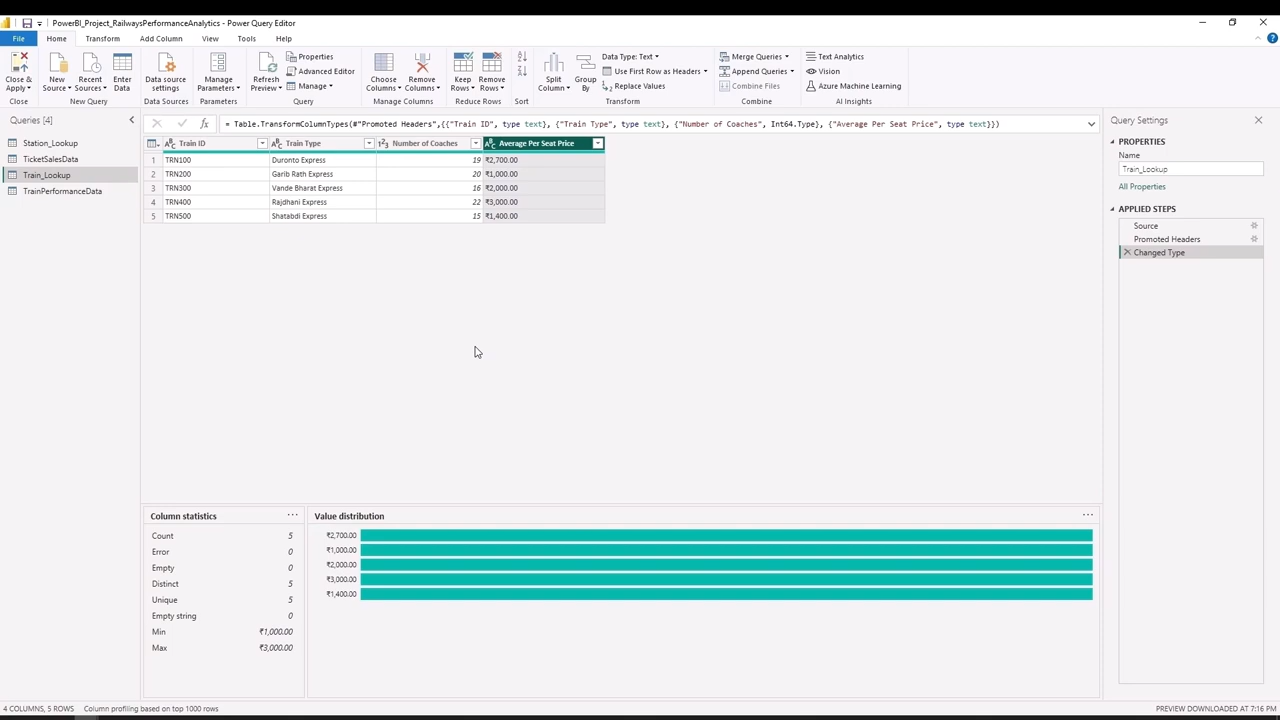 PowerBI_Project_RailwaysPerformanceAnalytics - Power Query Editor
File Home Transform Add Column View Tools Help
Close & Apply New Source Recent Sources Enter Data Data source settings Manage Parameters Refresh Preview Properties Advanced Editor Manage Choose Columns Remove Columns Keep Rows Remove Rows Split Column Group By Data Type: Text Use First Row as Headers Replace Values Merge Queries Append Queries Combine Files Text Analytics Vision Azure Machine Learning
Close New Query Data Sources Parameters Query Manage Columns Reduce Rows Sort Transform Combine AI Insights
Queries [4]
Station_Lookup
TicketSalesData
Train_Lookup
TrainPerformanceData
fx = Table.TransformColumnTypes(#"Promoted Headers",{{"Train ID", type text}, {"Train Type", type text}, {"Number of Coaches", Int64.Type}, {"Average Per Seat Price", type text}})
ABC Train ID ABC Train Type 123 Number of Coaches ABC Average Per Seat Price
1 TRN100 Duronto Express 19 ₹2,700.00
2 TRN200 Garib Rath Express 20 ₹1,000.00
3 TRN300 Vande Bharat Express 16 ₹2,000.00
4 TRN400 Rajdhani Express 22 ₹3,000.00
5 TRN500 Shatabdi Express 15 ₹1,400.00
Column statistics
Count 5
Error 0
Empty 0
Distinct 5
Unique 5
Empty string 0
Min ₹1,000.00
Max ₹3,000.00
Value distribution
₹2,700.00
₹1,000.00
₹2,000.00
₹3,000.00
₹1,400.00
Query Settings
PROPERTIES
Name
Train_Lookup
All Properties
APPLIED STEPS
Source
Promoted Headers
Changed Type
4 COLUMNS, 5 ROWS Column profiling based on top 1000 rows
PREVIEW DOWNLOADED AT 7:16 PM